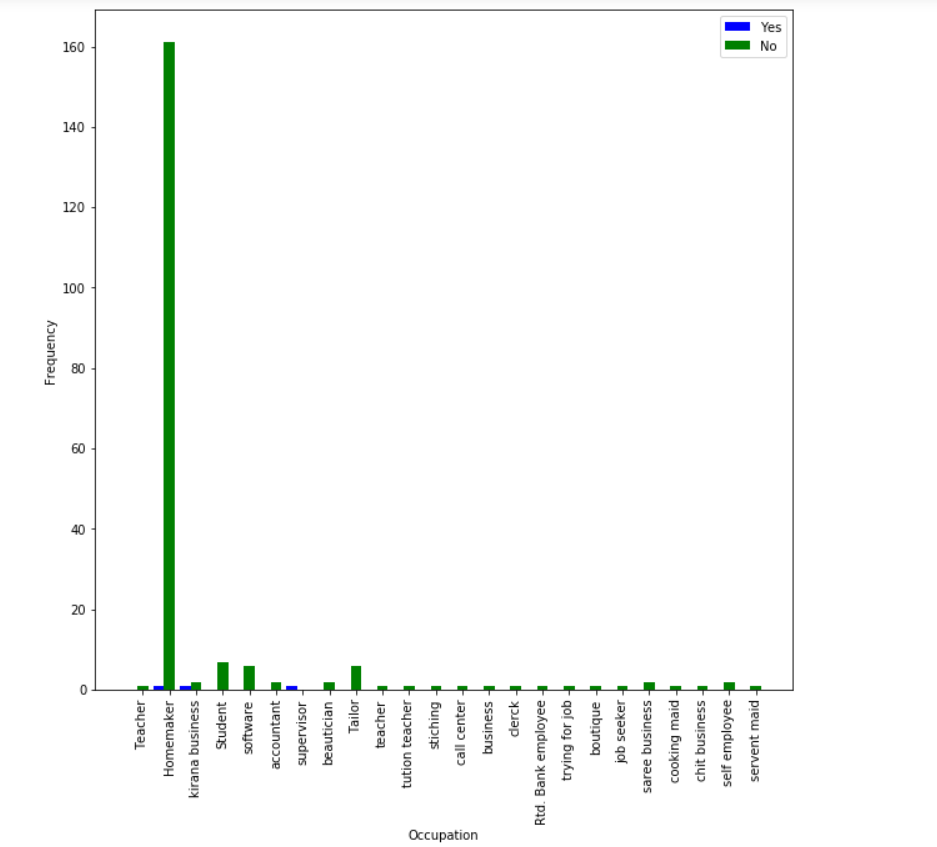 Yes
No
160
140
120
100
80
60
40
20
0
Frequency
Teacher
Homemaker
kirana business
Student
software
accountant
supervisor
beautician
Tailor
teacher
tution teacher
stiching
call center
business
clerck
Rtd. Bank employee
trying for job
boutique
job seeker
saree business
cooking maid
chit business
self employee
servent maid
Occupation